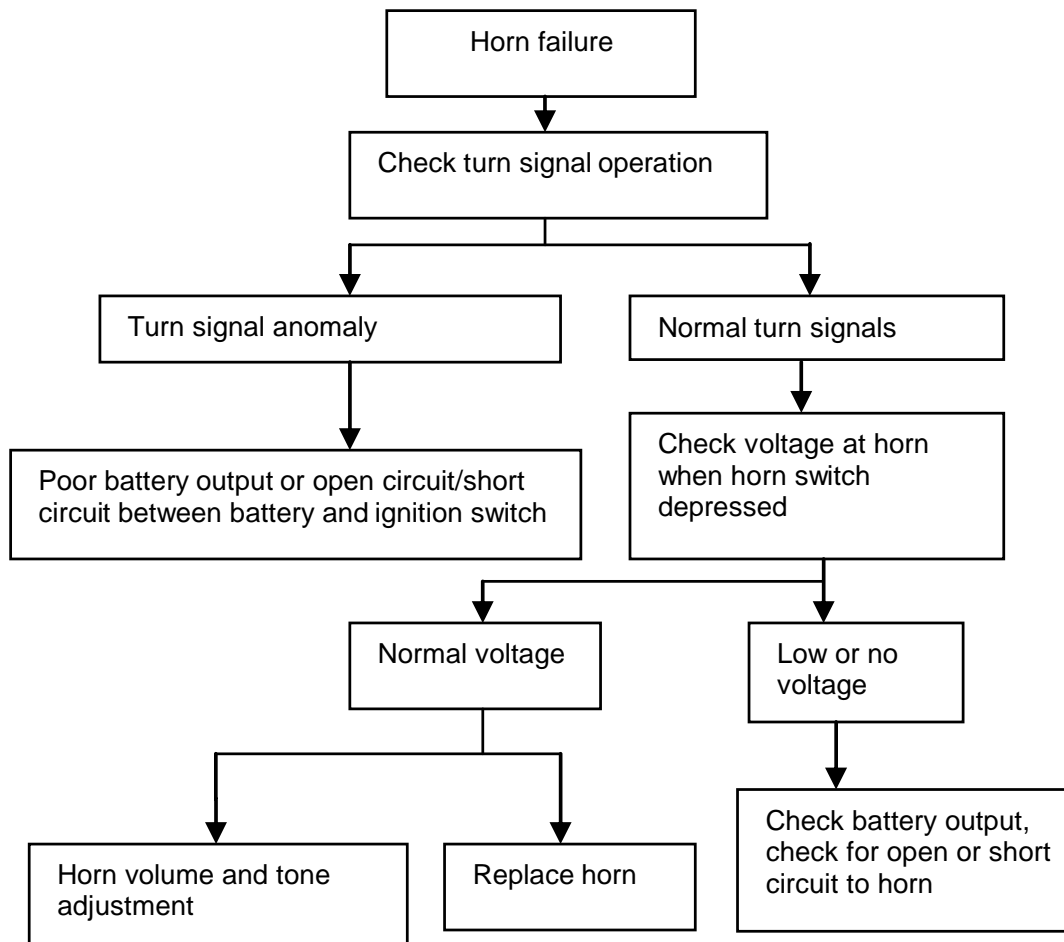 Horn failure
Check turn signal operation
Turn signal anomaly
Normal turn signals
Poor battery output or open circuit/short
circuit between battery and ignition switch
Check voltage at horn
when horn switch
depressed
Normal voltage
Low or no
voltage
Horn volume and tone
adjustment
Replace horn
Check battery output,
check for open or short
circuit to horn